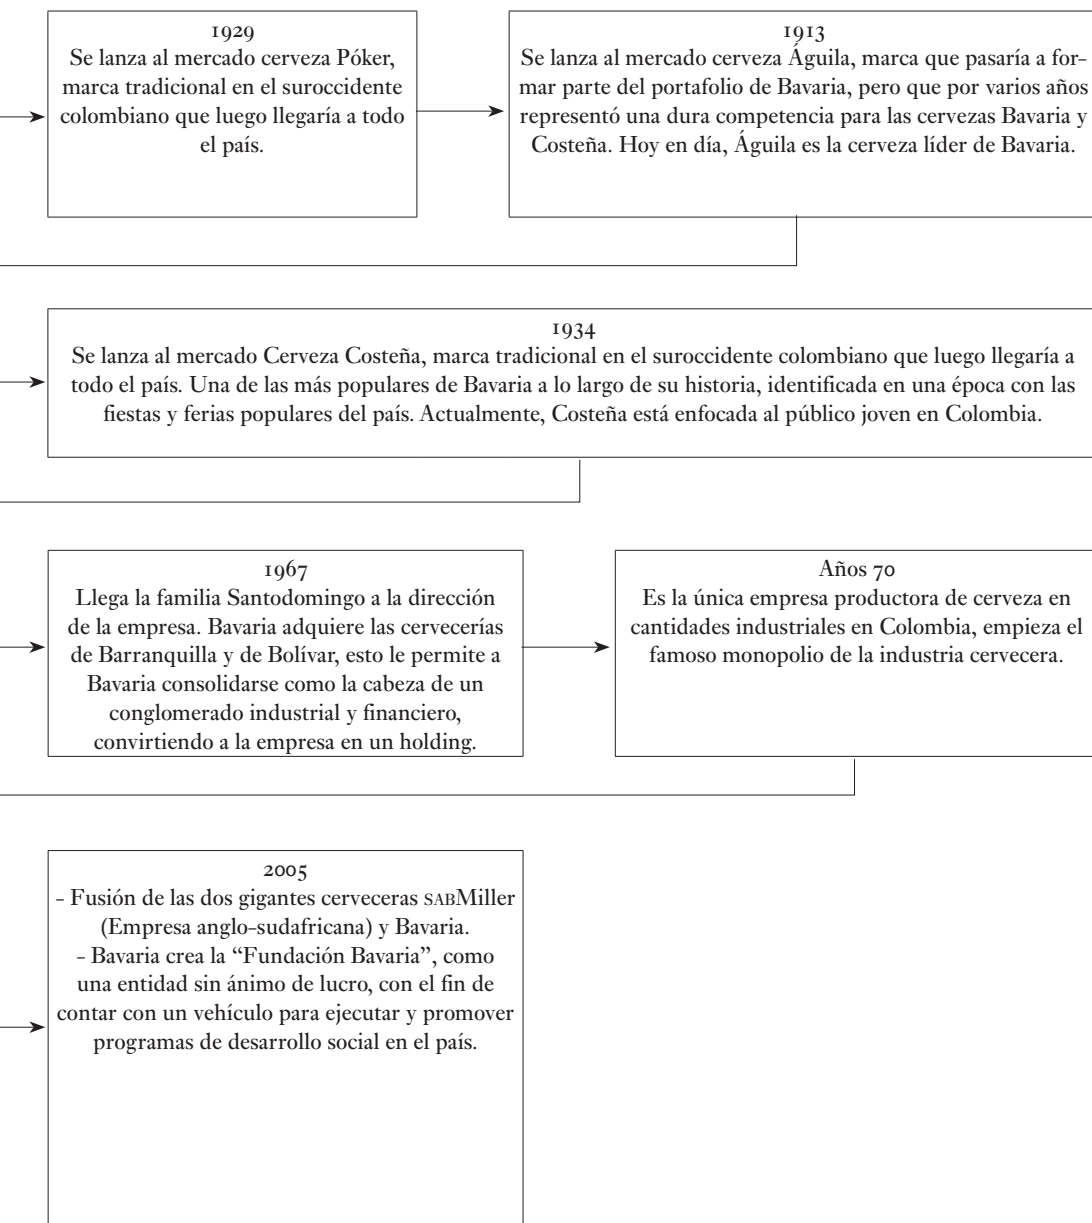 1929
Se lanza al mercado cerveza Póker,
marca tradicional en el suroccidente
colombiano que luego llegaría a todo
el país.
1913
Se lanza al mercado cerveza Águila, marca que pasaría a for-
mar parte del portafolio de Bavaria, pero que por varios años
representó una dura competencia para las cervezas Bavaria y
Costeña. Hoy en día, Águila es la cerveza líder de Bavaria.
1934
Se lanza al mercado Cerveza Costeña, marca tradicional en el suroccidente colombiano que luego llegaría a
todo el país. Una de las más populares de Bavaria a lo largo de su historia, identificada en una época con las
fiestas y ferias populares del país. Actualmente, Costeña está enfocada al público joven en Colombia.
1967
Llega la familia Santodomingo a la dirección
de la empresa. Bavaria adquiere las cervecerías
de Barranquilla y de Bolívar, esto le permite a
Bavaria consolidarse como la cabeza de un
conglomerado industrial y financiero,
convirtiendo a la empresa en un holding.
Años 70
Es la única empresa productora de cerveza en
cantidades industriales en Colombia, empieza el
famoso monopolio de la industria cervecera.
2005
- Fusión de las dos gigantes cerveceras SABMiller
(Empresa anglo-sudafricana) y Bavaria.
- Bavaria crea la “Fundación Bavaria”, como
una entidad sin ánimo de lucro, con el fin de
contar con un vehículo para ejecutar y promover
programas de desarrollo social en el país.